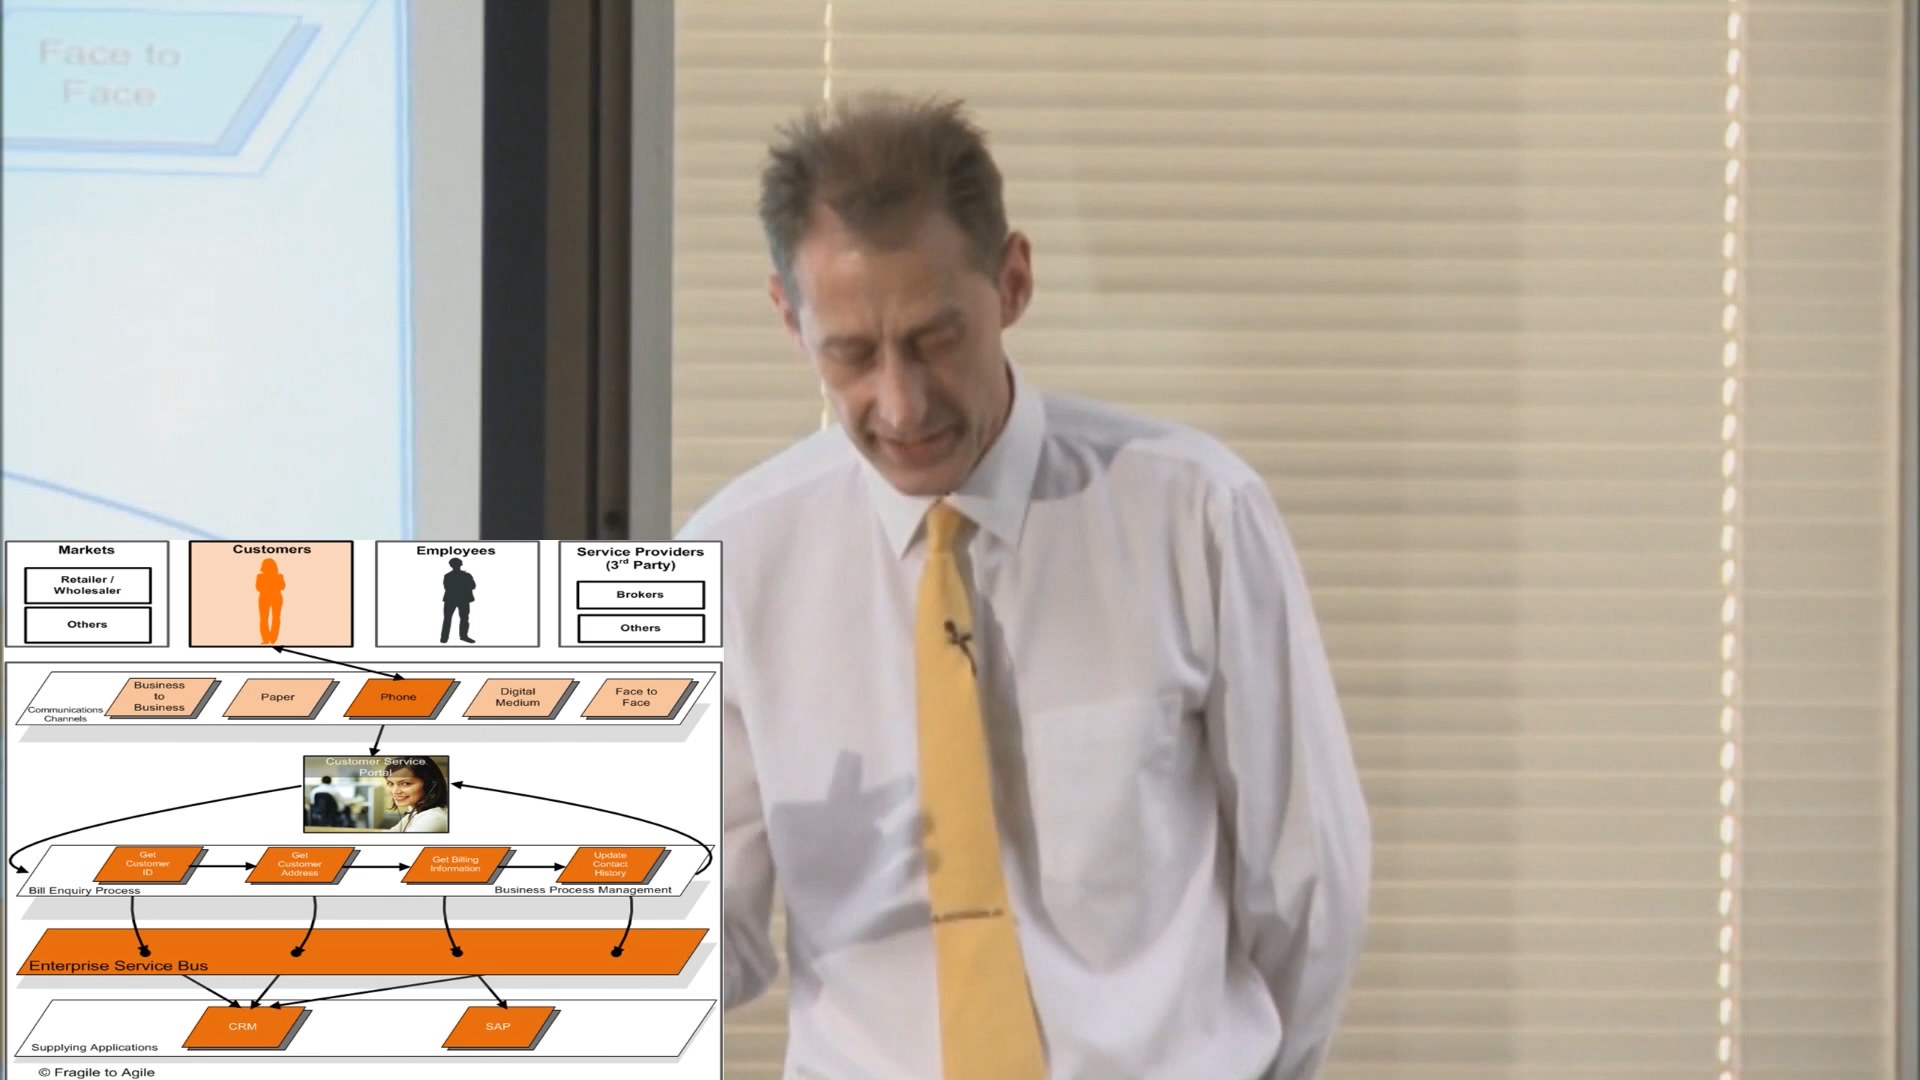 Face to
Face
Markets
Retailer /
Wholesaler
Others
Customers
Employees
Service Providers
(3rd Party)
Brokers
Others
Communications
Channels
Business
to
Business
Paper
Phone
Digital
Medium
Face to
Face
Customer Service
Portal
Get
Customer
ID
Get
Customer
Address
Get Billing
Information
Update
Contact
History
Bill Enquiry Process
Business Process Management
Enterprise Service Bus
CRM
SAP
Supplying Applications
© Fragile to Agile